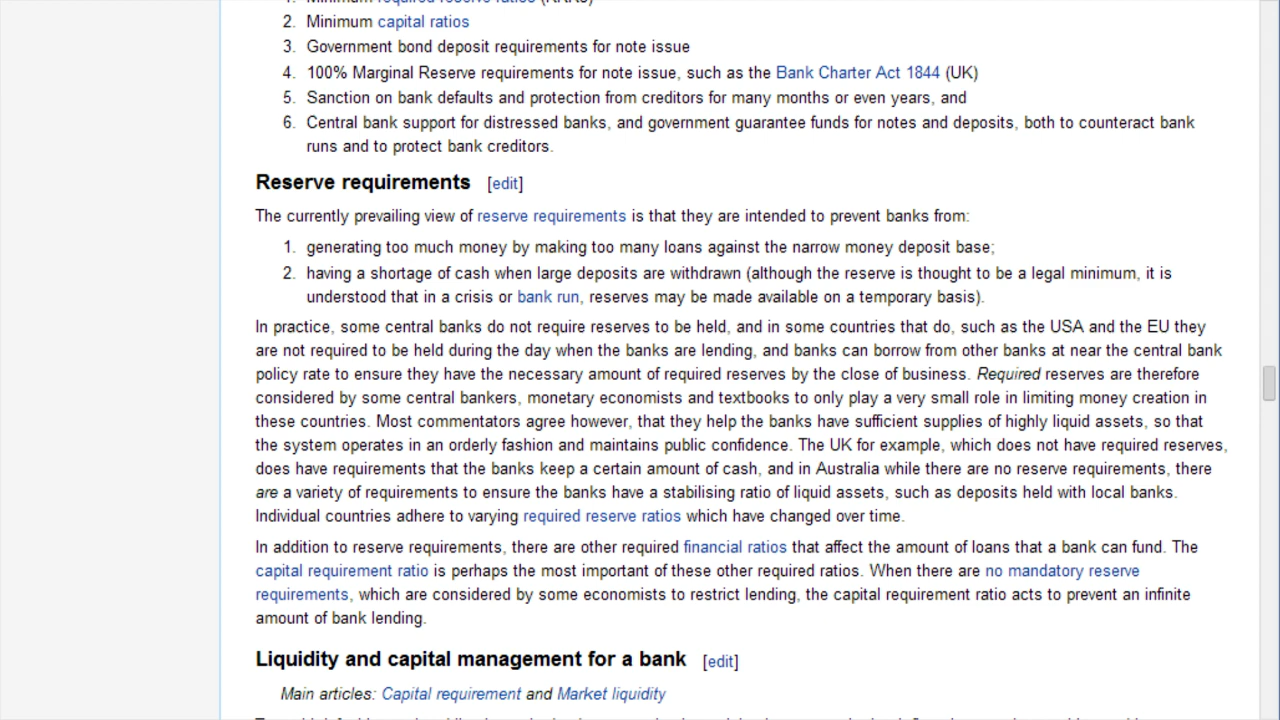 1. Minimum required reserve ratios (RRRs)
2. Minimum capital ratios
3. Government bond deposit requirements for note issue
4. 100% Marginal Reserve requirements for note issue, such as the Bank Charter Act 1844 (UK)
5. Sanction on bank defaults and protection from creditors for many months or even years, and
6. Central bank support for distressed banks, and government guarantee funds for notes and deposits, both to counteract bank
runs and to protect bank creditors.
Reserve requirements [edit]
The currently prevailing view of reserve requirements is that they are intended to prevent banks from:
1. generating too much money by making too many loans against the narrow money deposit base;
2. having a shortage of cash when large deposits are withdrawn (although the reserve is thought to be a legal minimum, it is
understood that in a crisis or bank run, reserves may be made available on a temporary basis).
In practice, some central banks do not require reserves to be held, and in some countries that do, such as the USA and the EU they
are not required to be held during the day when the banks are lending, and banks can borrow from other banks at near the central bank
policy rate to ensure they have the necessary amount of required reserves by the close of business. Required reserves are therefore
considered by some central bankers, monetary economists and textbooks to only play a very small role in limiting money creation in
these countries. Most commentators agree however, that they help the banks have sufficient supplies of highly liquid assets, so that
the system operates in an orderly fashion and maintains public confidence. The UK for example, which does not have required reserves,
does have requirements that the banks keep a certain amount of cash, and in Australia while there are no reserve requirements, there
are a variety of requirements to ensure the banks have a stabilising ratio of liquid assets, such as deposits held with local banks.
Individual countries adhere to varying required reserve ratios which have changed over time.
In addition to reserve requirements, there are other required financial ratios that affect the amount of loans that a bank can fund. The
capital requirement ratio is perhaps the most important of these other required ratios. When there are no mandatory reserve
requirements, which are considered by some economists to restrict lending, the capital requirement ratio acts to prevent an infinite
amount of bank lending.
Liquidity and capital management for a bank [edit]
Main articles: Capital requirement and Market liquidity